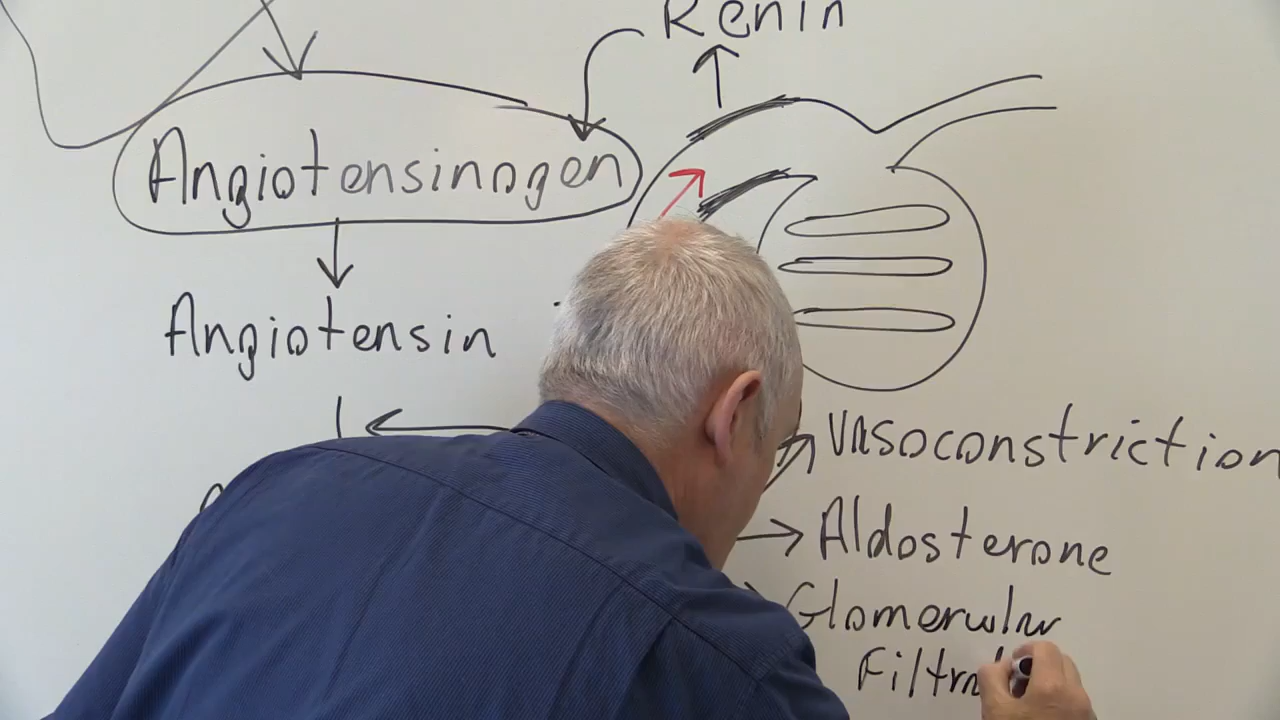 Renin
Angiotensinogen
Angiotensin
Vasoconstriction
Aldosterone
Glomerular